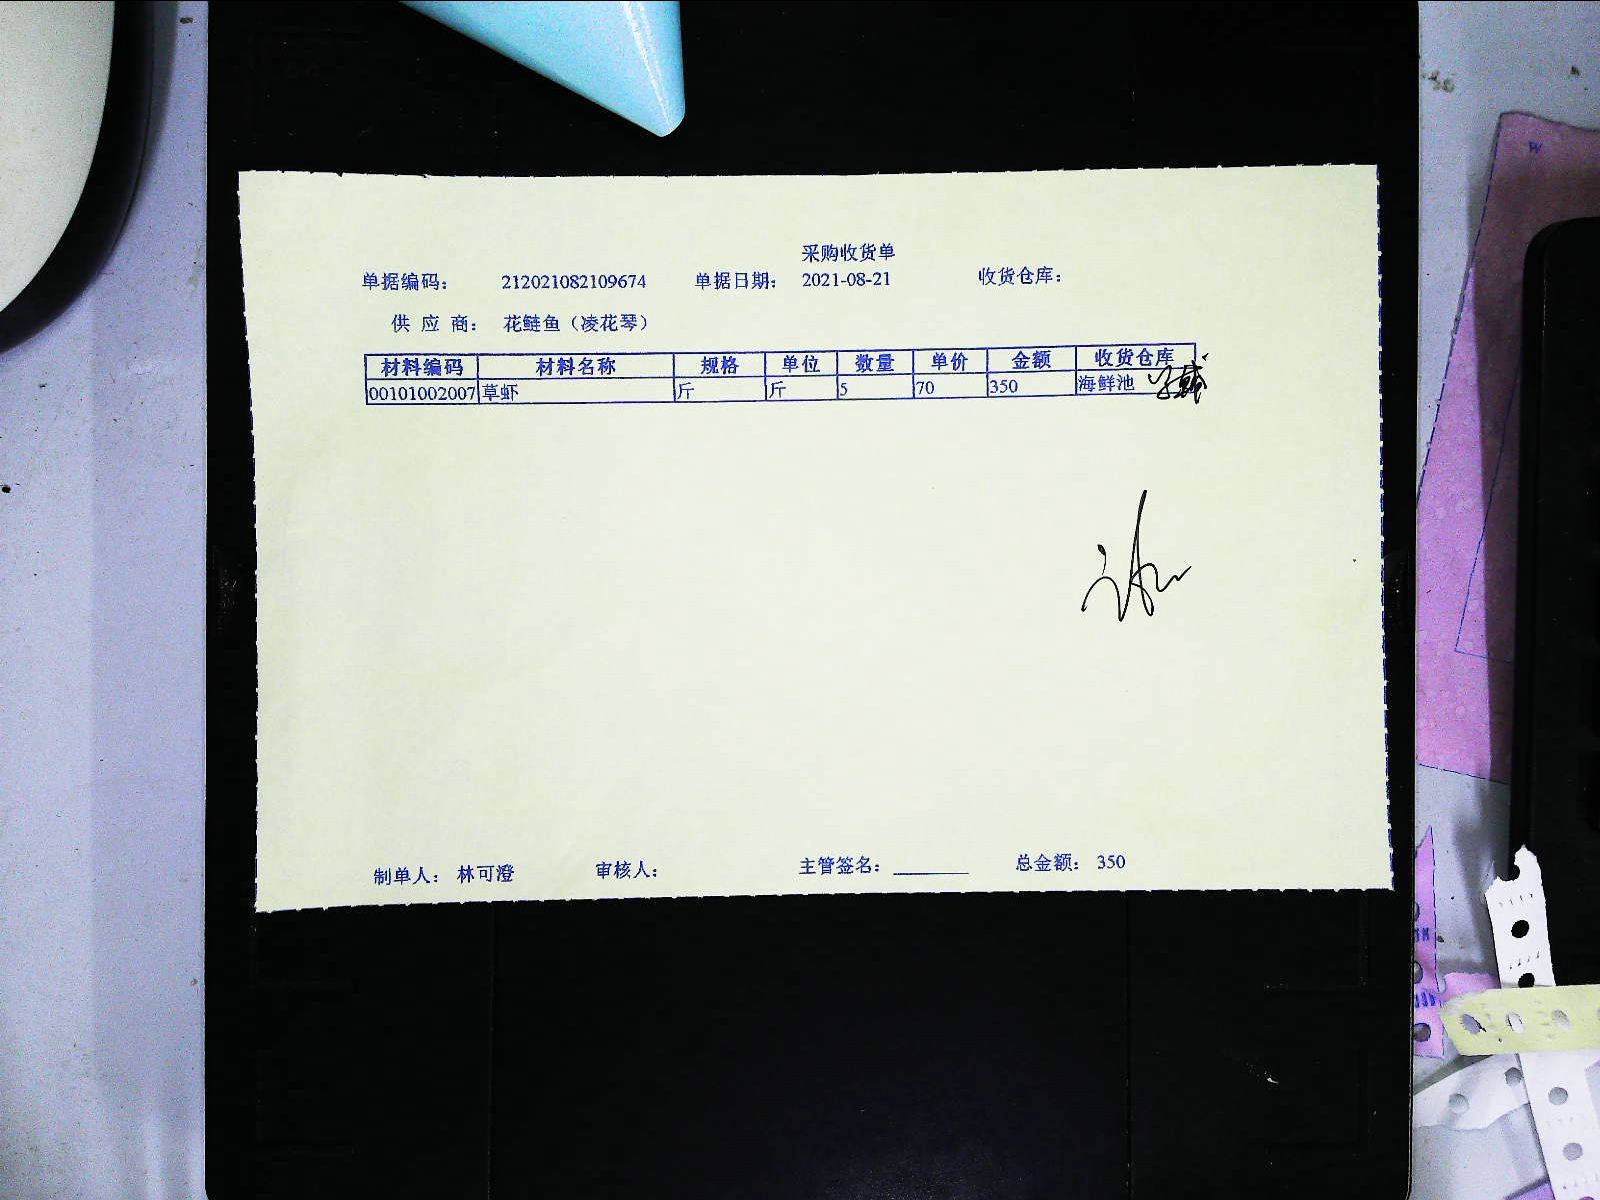 采购收货单
单据编码： 212021082109674 单据日期： 2021-08-21 收货仓库：
供 应 商： 花鲢鱼（凌花琴）
材料编码 材料名称 规格 单位 数量 单价 金额 收货仓库
00101002007 草虾 斤 斤 5 70 350 海鲜池
制单人： 林可澄 审核人： 主管签名： 总金额： 350